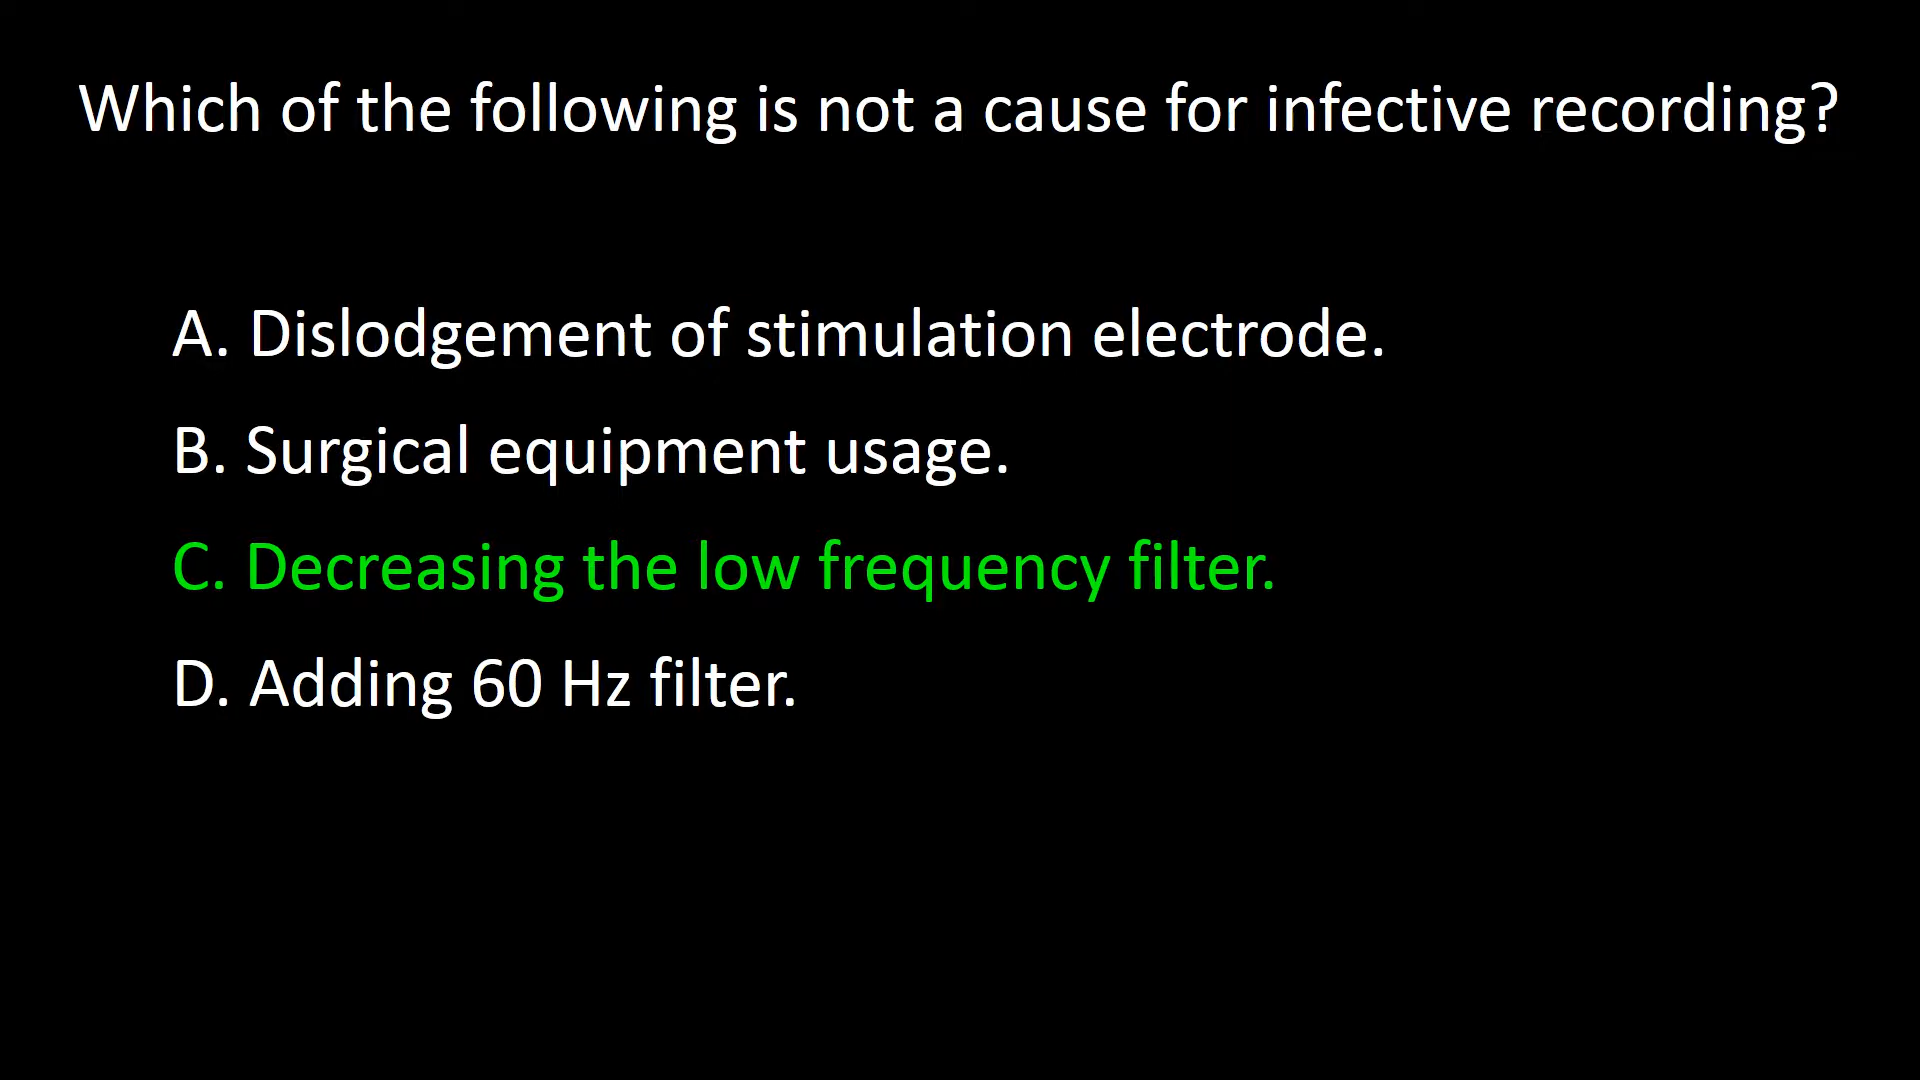 Which of the following is not a cause for infective recording?
A. Dislodgement of stimulation electrode.
B. Surgical equipment usage.
C. Decreasing the low frequency filter.
D. Adding 60 Hz filter.